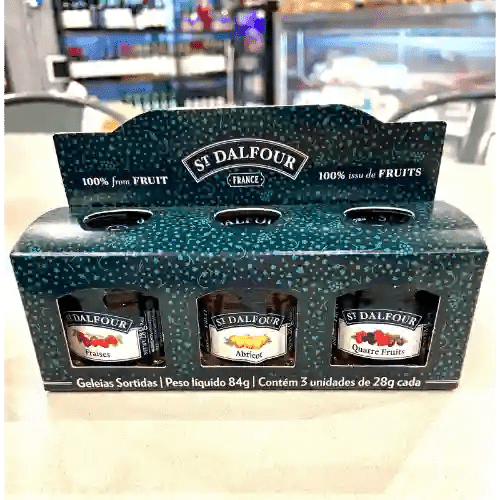 ST DALFOUR
FRANCE
100% from FRUIT
100% issu de FRUITS
ST DALFOUR
Fraises
ST DALFOUR
Abricot
ST DALFOUR
Quatre Fruits
Geleias Sortidas | Peso líquido 84g | Contém 3 unidades de 28g cada